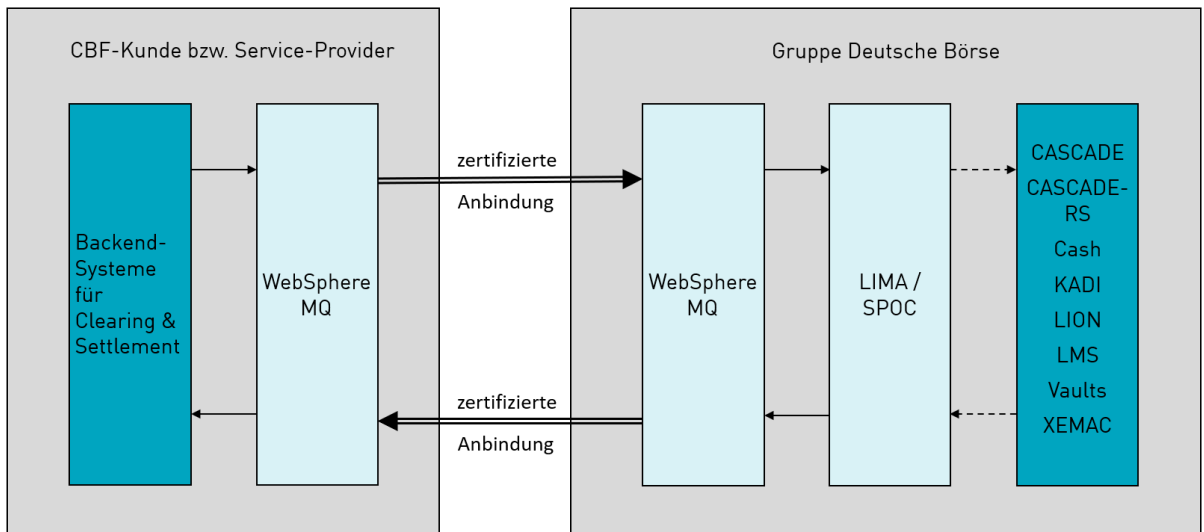 CBF-Kunde bzw. Service-Provider
Gruppe Deutsche Börse
Backend-
Systeme
für
Clearing &
Settlement
WebSphere
MQ
zertifizierte
Anbindung
zertifizierte
Anbindung
WebSphere
MQ
LIMA /
SPOC
CASCADE
CASCADE-
RS
Cash
KADI
LION
LMS
Vaults
XEMAC